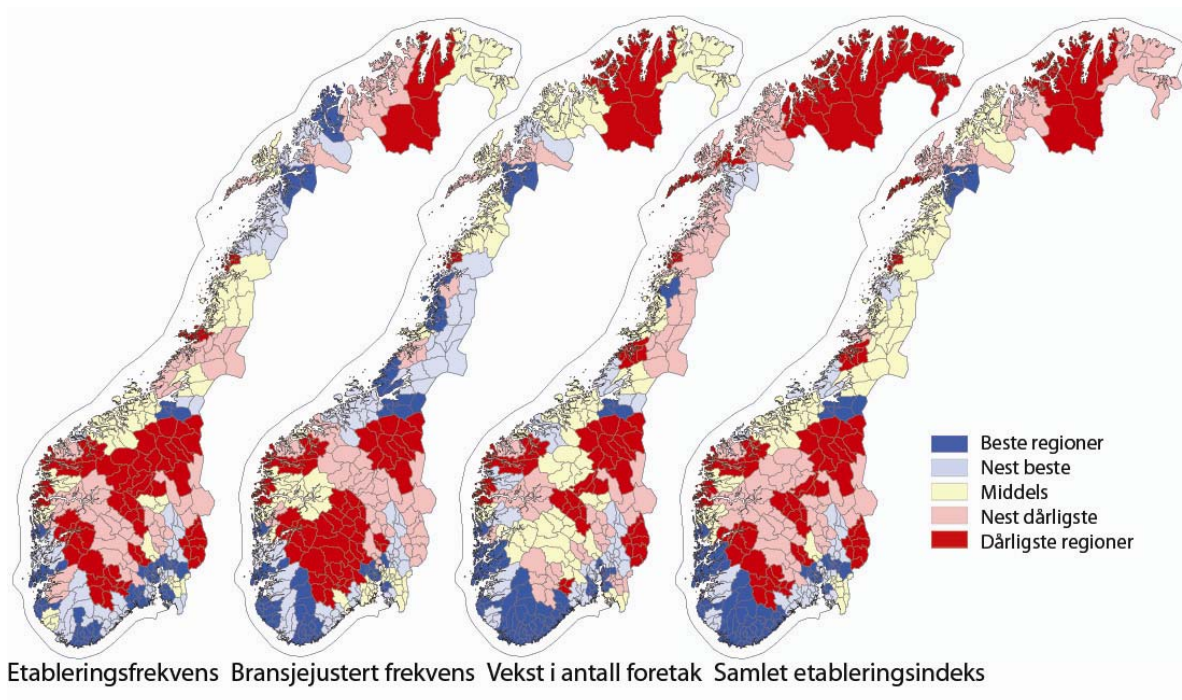 Beste regioner
Nest beste
Middels
Nest dårligste
Dårligste regioner
Etableringsfrekvens Bransjejustert frekvens Vekst i antall foretak Samlet etableringsindeks